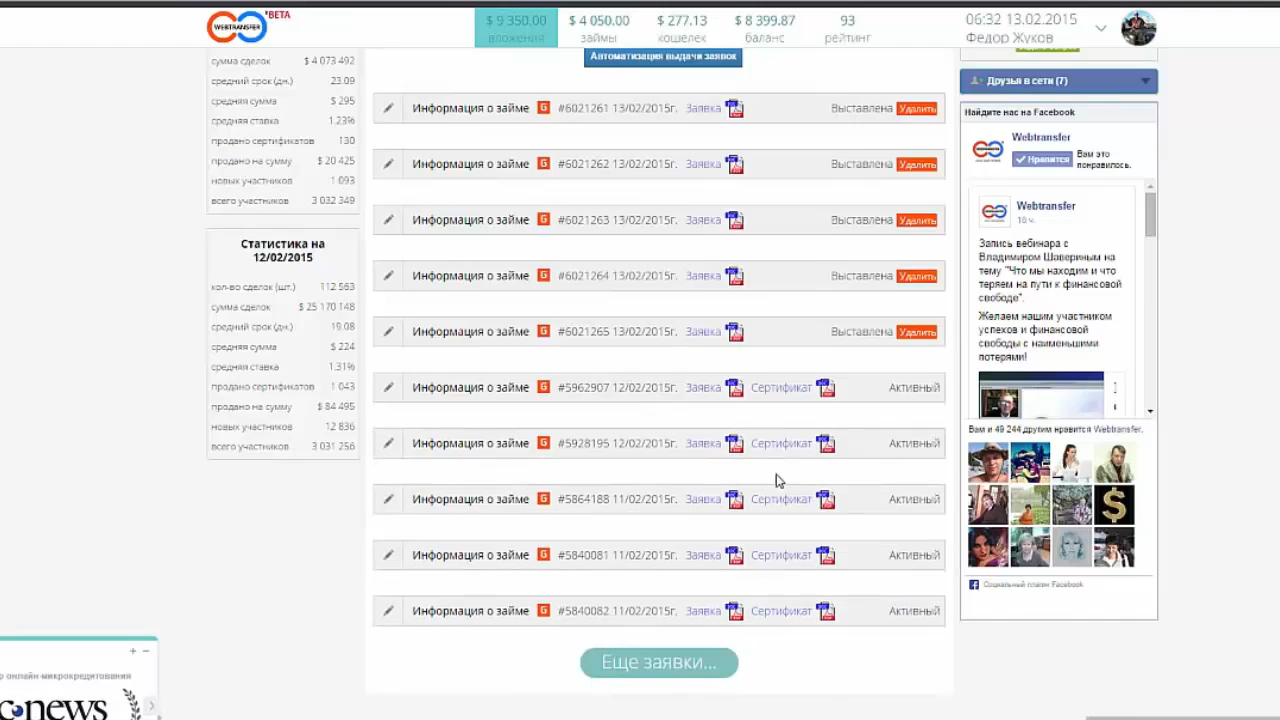 WEBTRANSFER
'BETA
$ 9 350.00
вложения
$ 4 050.00
займы
$ 277.13
кошелек
$ 8 399.87
баланс
93
рейтинг
06:32 13.02.2015
Федор Жуков
сумма сделок $ 4 073 492
средний срок (дн.) 23.09
средняя сумма $ 295
средняя ставка 1.23%
продано сертификатов 130
продано на сумму $ 20 425
новых участников 1 093
всего участников 3 032 349
Статистика на
12/02/2015
кол-во сделок (шт.) 112 563
сумма сделок $ 25 170 148
средний срок (дн.) 19.08
средняя сумма $ 224
средняя ставка 1.31%
продано сертификатов 1 043
продано на сумму $ 84 495
новых участников 12 836
всего участников 3 031 256
Автоматизация выдачи заявок
Информация о займе G #6021261 13/02/2015г. Заявка Выставлена Удалить
Информация о займе G #6021262 13/02/2015г. Заявка Выставлена Удалить
Информация о займе G #6021263 13/02/2015г. Заявка Выставлена Удалить
Информация о займе G #6021264 13/02/2015г. Заявка Выставлена Удалить
Информация о займе G #6021265 13/02/2015г. Заявка Выставлена Удалить
Информация о займе G #5962907 12/02/2015г. Заявка Сертификат Активный
Информация о займе G #5928195 12/02/2015г. Заявка Сертификат Активный
Информация о займе G #5864188 11/02/2015г. Заявка Сертификат Активный
Информация о займе G #5840081 11/02/2015г. Заявка Сертификат Активный
Информация о займе G #5840082 11/02/2015г. Заявка Сертификат Активный
Еще заявки...
Друзья в сети (7)
Найдите нас на Facebook
Webtransfer
Нравится
Вам это
понравилось.
Webtransfer
16 ч.
Запись вебинара с
Владимиром Шавериным на
тему "Что мы находим и что
теряем на пути к финансовой
свободе".
Желаем нашим участником
успехов и финансовой
свободы с наименьшими
потерями!
Вам и 49 244 другим нравится Webtransfer.
Социальный плагин Facebook
р онлайн-микрокредитования
news